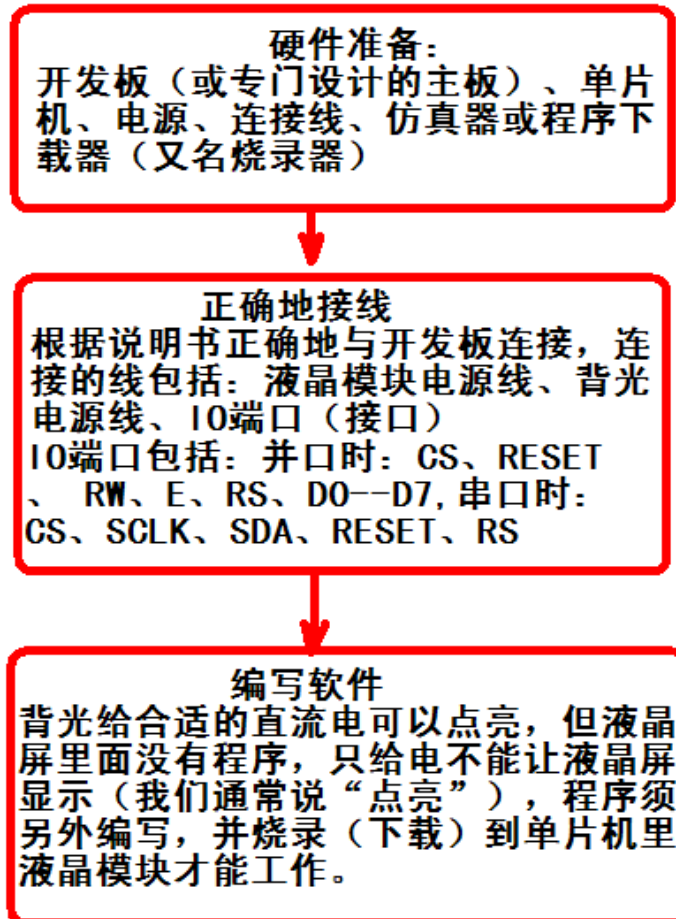 硬件准备：
开发板（或专门设计的主板）、单片
机、电源、连接线、仿真器或程序下
载器（又名烧录器）
正确地接线
根据说明书正确地与开发板连接，连
接的线包括：液晶模块电源线、背光
电源线、IO端口（接口）
IO端口包括：并口时：CS、RESET
、 RW、E、RS、D0--D7,串口时：
CS、SCLK、SDA、RESET、RS
编写软件
背光给合适的直流电可以点亮，但液晶
屏里面没有程序，只给电不能让液晶屏
显示（我们通常说“点亮”），程序须
另外编写，并烧录（下载）到单片机里
液晶模块才能工作。